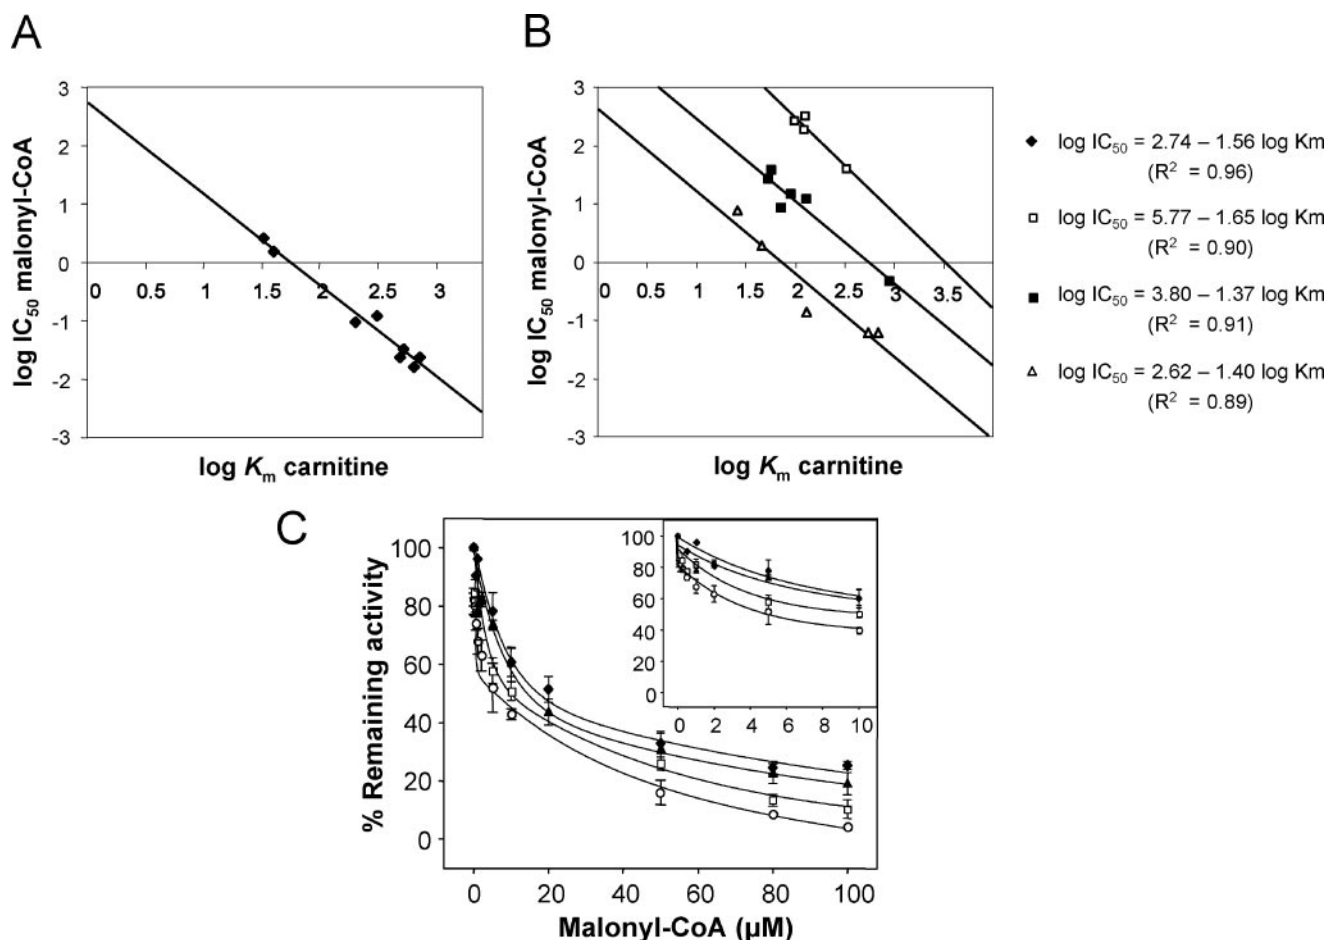 A
B
3
2
1
0
-1
-2
-3
0 0.5 1 1.5 2 2.5 3
log IC50 malonyl-CoA
log Km carnitine
3
2
1
0
-1
-2
-3
0 0.5 1 1.5 2 2.5 3 3.5
log IC50 malonyl-CoA
log Km carnitine
◆ log IC50 = 2.74 – 1.56 log Km
(R2 = 0.96)
□ log IC50 = 5.77 – 1.65 log Km
(R2 = 0.90)
■ log IC50 = 3.80 – 1.37 log Km
(R2 = 0.91)
△ log IC50 = 2.62 – 1.40 log Km
(R2 = 0.89)
C
100
80
60
40
20
0
% Remaining activity
0 20 40 60 80 100
Malonyl-CoA (µM)
100
80
60
40
20
0
0 2 4 6 8 10